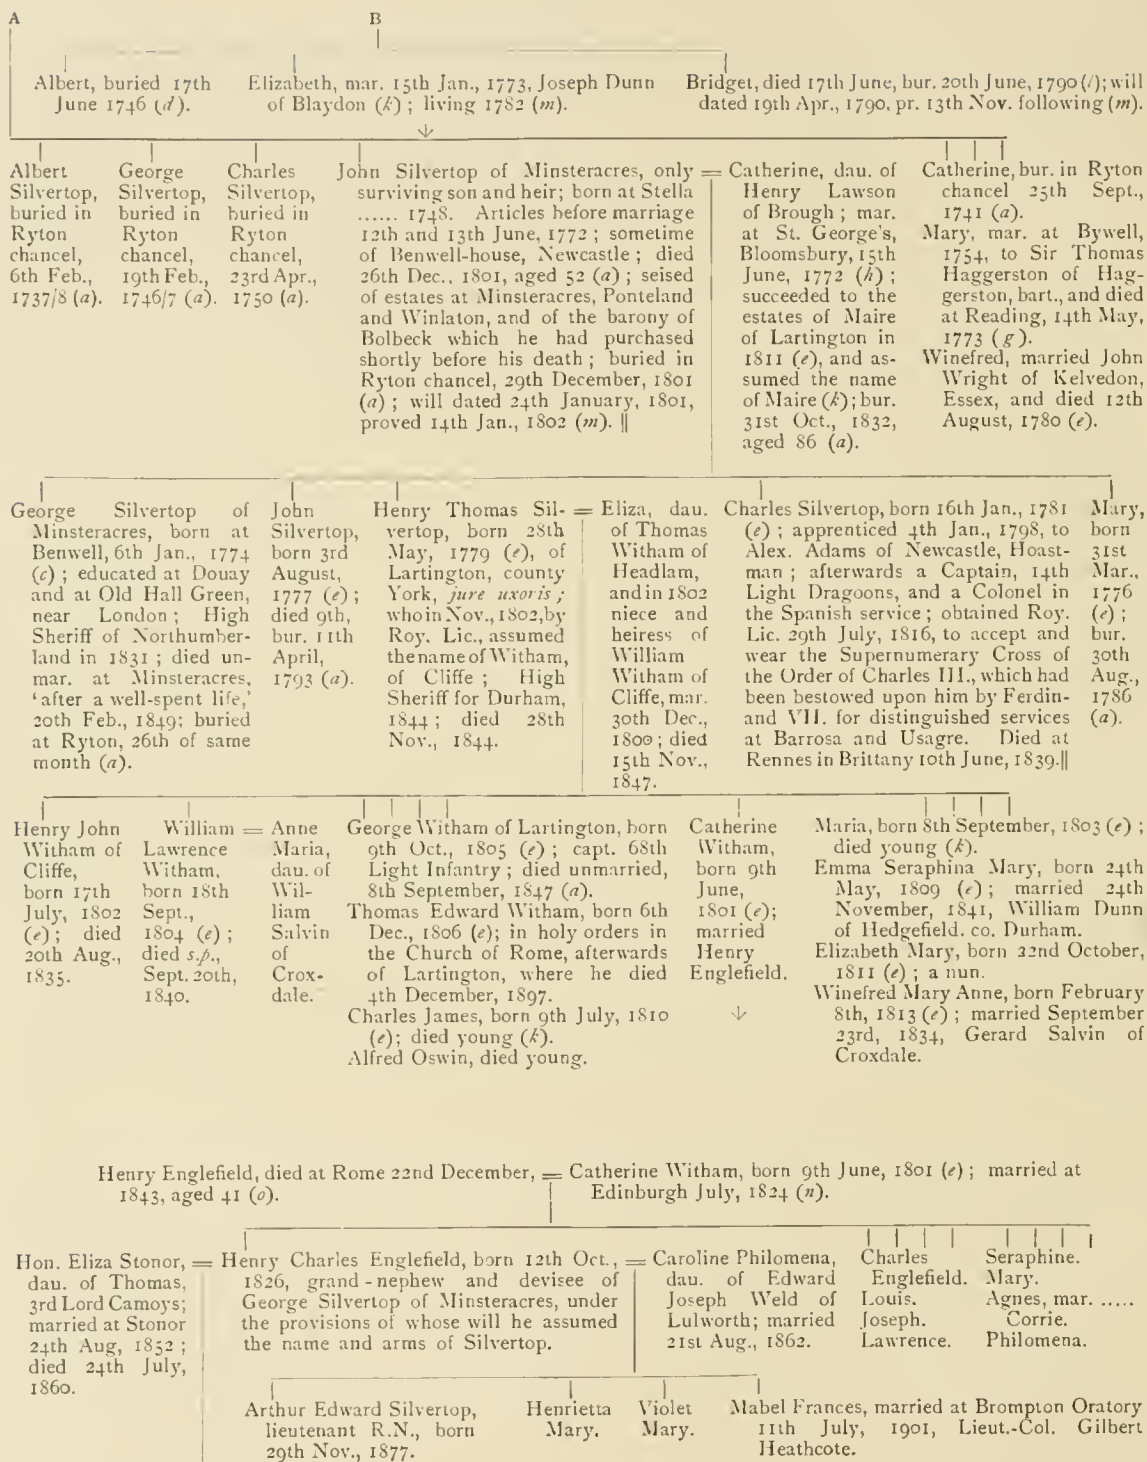 A
B
Albert, buried 17th
June 1746 (d).
Elizabeth, mar. 15th Jan., 1773, Joseph Dunn
of Blaydon (k) ; living 1782 (m).
Bridget, died 17th June, bur. 20th June, 1790 (l); will
dated 19th Apr., 1790, pr. 13th Nov. following (m).
Albert
Silvertop,
buried in
Ryton
chancel,
6th Feb.,
1737/8 (a).
George
Silvertop,
buried in
Ryton
chancel,
19th Feb.,
1746/7 (a).
Charles
Silvertop,
buried in
Ryton
chancel,
23rd Apr.,
1750 (a).
John Silvertop of Minsteracres, only
surviving son and heir; born at Stella
...... 1748. Articles before marriage
12th and 13th June, 1772 ; sometime
of Benwell-house, Newcastle ; died
26th Dec., 1801, aged 52 (a) ; seised
of estates at Minsteracres, Ponteland
and Winlaton, and of the barony of
Bolbeck which he had purchased
shortly before his death ; buried in
Ryton chancel, 29th December, 1801
(a) ; will dated 24th January, 1801,
proved 14th Jan., 1802 (m). ||
= Catherine, dau. of
Henry Lawson
of Brough ; mar.
at St. George's,
Bloomsbury, 15th
June, 1772 (h) ;
succeeded to the
estates of Maire
of Lartington in
1811 (e), and as-
sumed the name
of Maire (k) ; bur.
31st Oct., 1832,
aged 86 (a).
Catherine, bur. in Ryton
chancel 25th Sept.,
1741 (a).
Mary, mar. at Bywell,
1754, to Sir Thomas
Haggerston of Hag-
gerston, bart., and died
at Reading, 14th May,
1773 (g).
Winefred, married John
Wright of Kelvedon,
Essex, and died 12th
August, 1780 (e).
George Silvertop of
Minsteracres, born at
Benwell, 6th Jan., 1774
(c) ; educated at Douay
and at Old Hall Green,
near London ; High
Sheriff of Northumber-
land in 1831 ; died un-
mar. at Minsteracres,
'after a well-spent life,'
20th Feb., 1849; buried
at Ryton, 26th of same
month (a).
John
Silvertop,
born 3rd
August,
1777 (e) ;
died 9th,
bur. 11th
April,
1793 (a).
Henry Thomas Sil-
vertop, born 28th
May, 1779 (e), of
Lartington, county
York, jure uxoris ;
who in Nov., 1802, by
Roy. Lic., assumed
the name of Witham,
of Cliffe ; High
Sheriff for Durham,
1844 ; died 28th
Nov., 1844.
= Eliza, dau.
of Thomas
Witham of
Headlam,
and in 1802
niece and
heiress of
William
Witham of
Cliffe, mar.
30th Dec.,
1800 ; died
15th Nov.,
1847.
Charles Silvertop, born 16th Jan., 1781
(e) ; apprenticed 4th Jan., 1798, to
Alex. Adams of Newcastle, Hoast-
man ; afterwards a Captain, 14th
Light Dragoons, and a Colonel in
the Spanish service ; obtained Roy.
Lic. 29th July, 1816, to accept and
wear the Supernumerary Cross of
the Order of Charles III., which had
been bestowed upon him by Ferdin-
and VII. for distinguished services
at Barrosa and Usagre. Died at
Rennes in Brittany 10th June, 1839.||
Mary,
born
31st
Mar.,
1776
(e) ;
bur.
30th
Aug.,
1786
(a).
Henry John
Witham of
Cliffe,
born 17th
July, 1802
(e) ; died
20th Aug.,
1835.
William =
Lawrence
Witham,
born 18th
Sept.,
1804 (e) ;
died s.p.,
Sept. 20th,
1840.
Anne
Maria,
dau. of
Wil-
liam
Salvin
of
Crox-
dale.
George Witham of Lartington, born
9th Oct., 1805 (e) ; capt. 68th
Light Infantry ; died unmarried,
8th September, 1847 (a).
Thomas Edward Witham, born 6th
Dec., 1806 (e); in holy orders in
the Church of Rome, afterwards
of Lartington, where he died
4th December, 1897.
Charles James, born 9th July, 1810
(e); died young (k).
Alfred Oswin, died young.
Catherine
Witham,
born 9th
June,
1801 (e);
married
Henry
Englefield.
Maria, born 8th September, 1803 (e) ;
died young (k).
Emma Seraphina Mary, born 24th
May, 1809 (e) ; married 24th
November, 1841, William Dunn
of Hedgefield. co. Durham.
Elizabeth Mary, born 22nd October,
1811 (e) ; a nun.
Winefred Mary Anne, born February
8th, 1813 (e) ; married September
23rd, 1834, Gerard Salvin of
Croxdale.
Henry Englefield, died at Rome 22nd December,
1843, aged 41 (o).
= Catherine Witham, born 9th June, 1801 (e) ; married at
Edinburgh July, 1824 (n).
Hon. Eliza Stonor,
dau. of Thomas,
3rd Lord Camoys;
married at Stonor
24th Aug, 1852 ;
died 24th July,
1860.
= Henry Charles Englefield, born 12th Oct.,
1826, grand-nephew and devisee of
George Silvertop of Minsteracres, under
the provisions of whose will he assumed
the name and arms of Silvertop.
= Caroline Philomena,
dau. of Edward
Joseph Weld of
Lulworth; married
21st Aug., 1862.
Charles
Englefield.
Louis.
Joseph.
Lawrence.
Seraphine.
Mary.
Agnes, mar. .....
Corrie.
Philomena.
Arthur Edward Silvertop,
lieutenant R.N., born
29th Nov., 1877.
Henrietta
Mary.
Violet
Mary.
Mabel Frances, married at Brompton Oratory
11th July, 1901, Lieut.-Col. Gilbert
Heathcote.